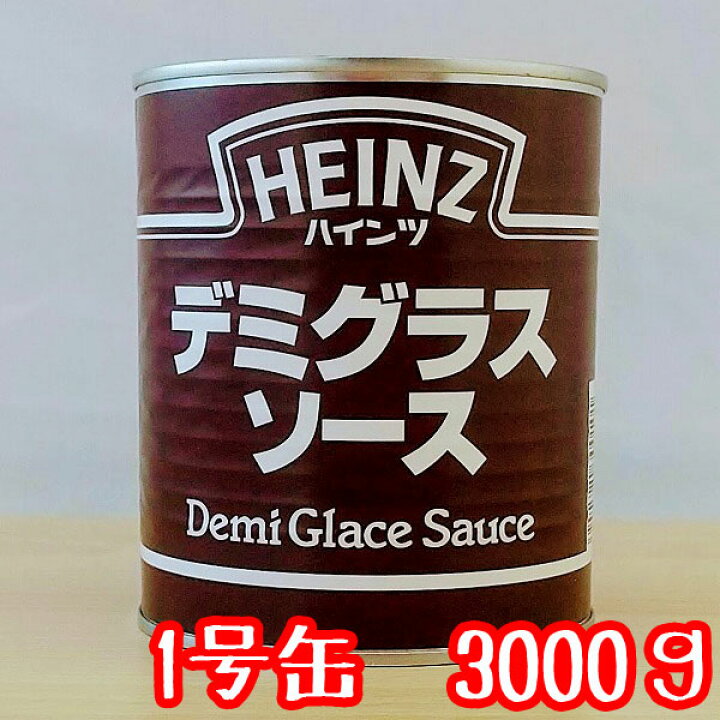 HEINZ
ハインツ
デミグラス
ソース
Demi Glace Sauce
1号缶 3000g